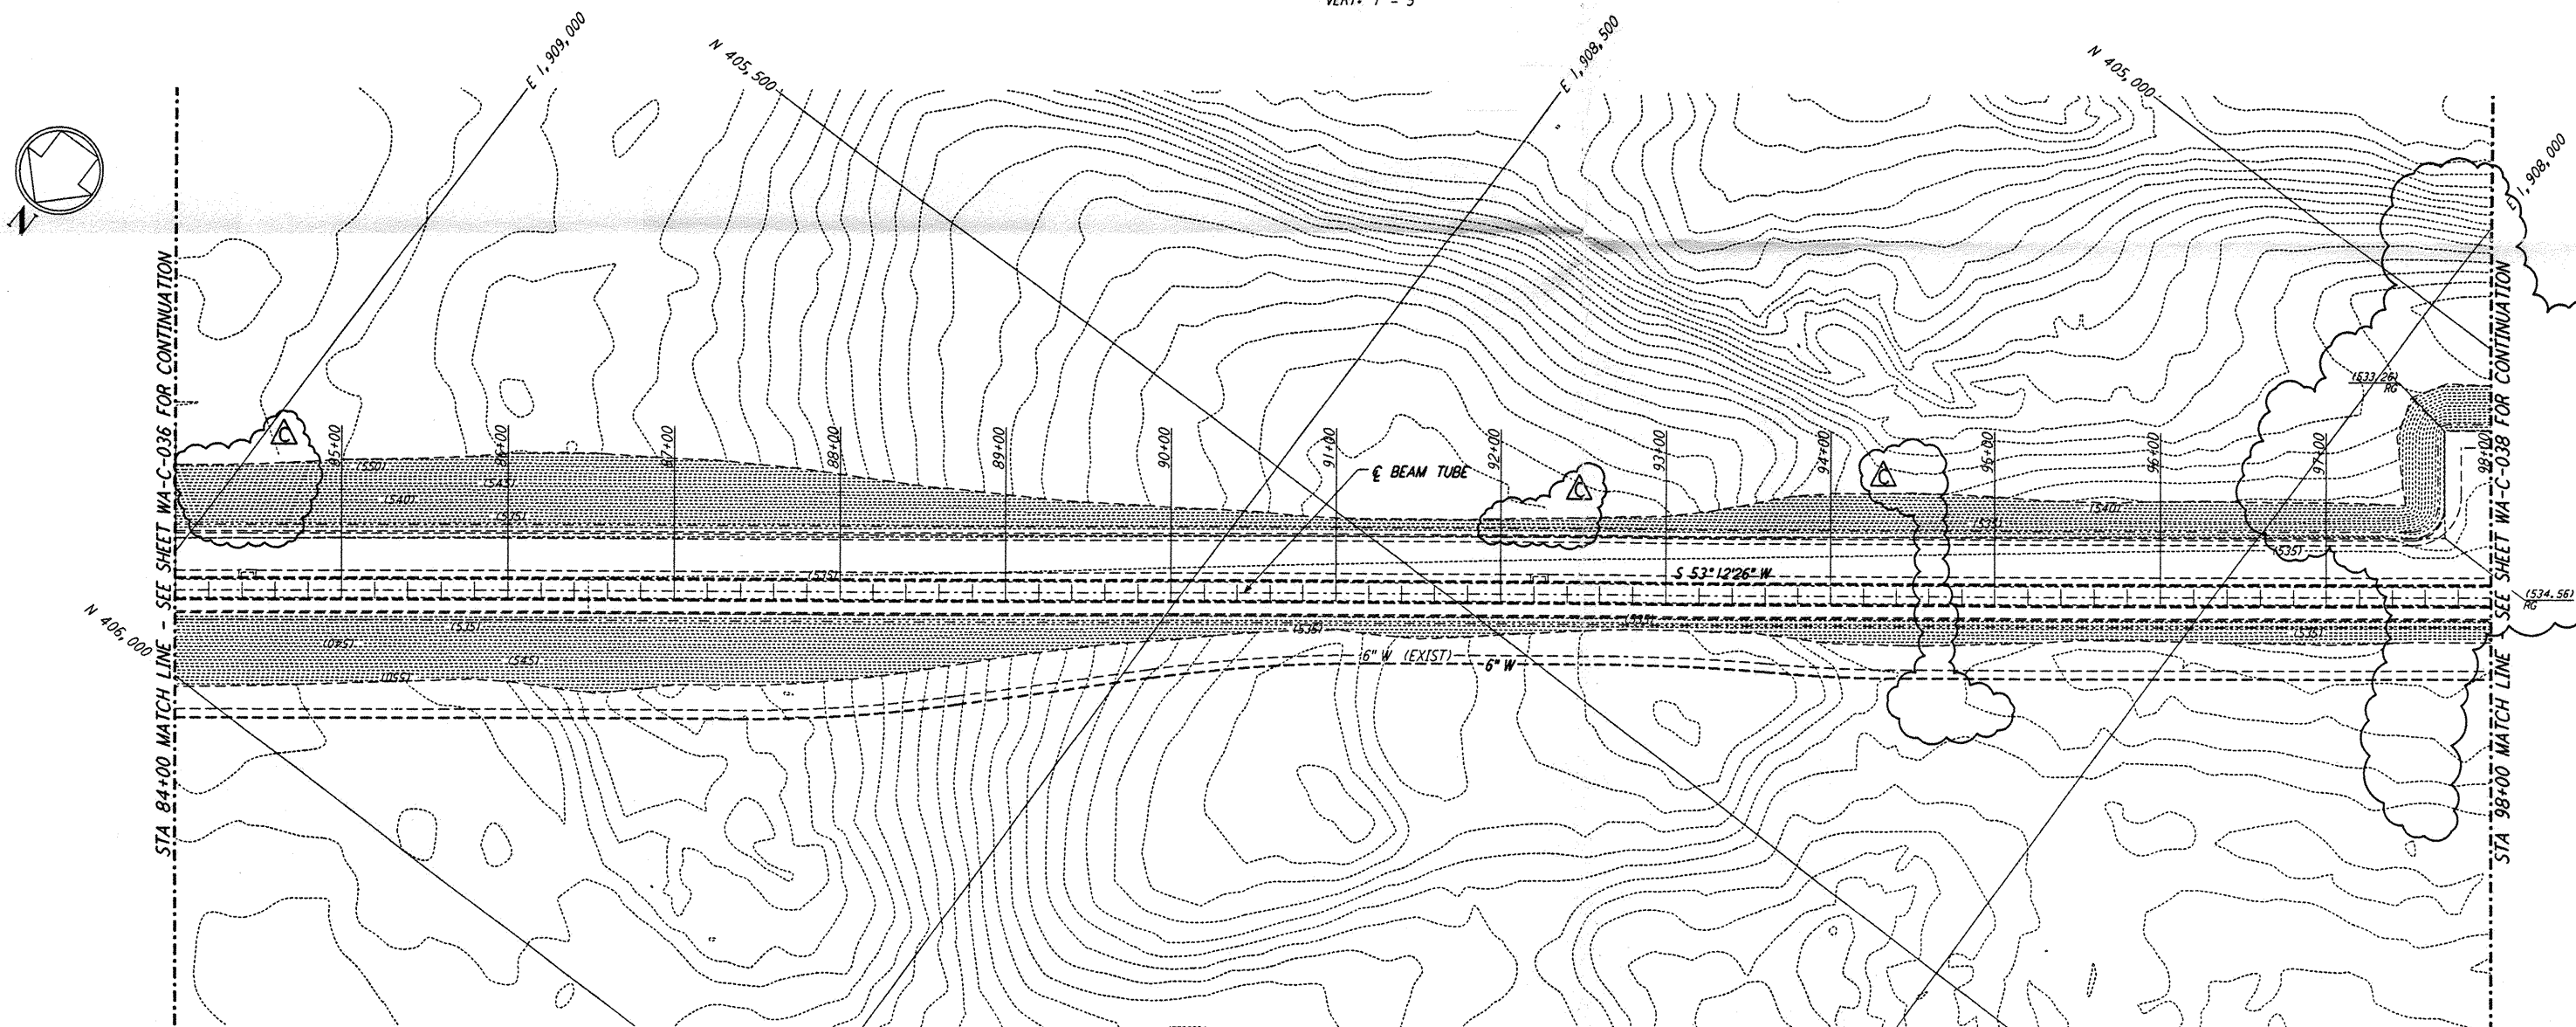 VERT: 1" = 5'
E 1,909,000
N 405,500
E 1,908,500
N 405,000
E 1,908,000
N
STA 84+00 MATCH LINE - SEE SHEET WA-C-036 FOR CONTINUATION
STA 98+00 MATCH LINE - SEE SHEET WA-C-038 FOR CONTINUATION
(533.26)
RG
C
C
C
85+00
86+00
87+00
88+00
89+00
90+00
91+00
92+00
93+00
94+00
95+00
96+00
97+00
98+00
(550)
(545)
(540)
(535)
℄ BEAM TUBE
(540)
(535)
(535)
(535)
S 53°12'26" W
(534.56)
RG
N 406,000
(535)
(540)
(545)
(550)
(535)
(535)
(535)
6" W (EXIST)
6" W